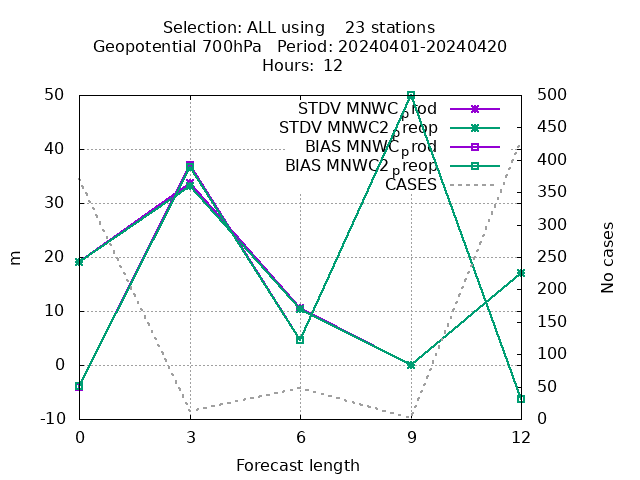 Selection: ALL using    23 stations
Geopotential 700hPa   Period: 20240401-20240420
Hours:  12
50
40
30
20
10
0
-10
m
STDV MNWC_prod
STDV MNWC2_preop
BIAS MNWC_prod
BIAS MNWC2_preop
CASES
500
450
400
350
300
250
200
150
100
50
0
No cases
0 3 6 9 12
Forecast length